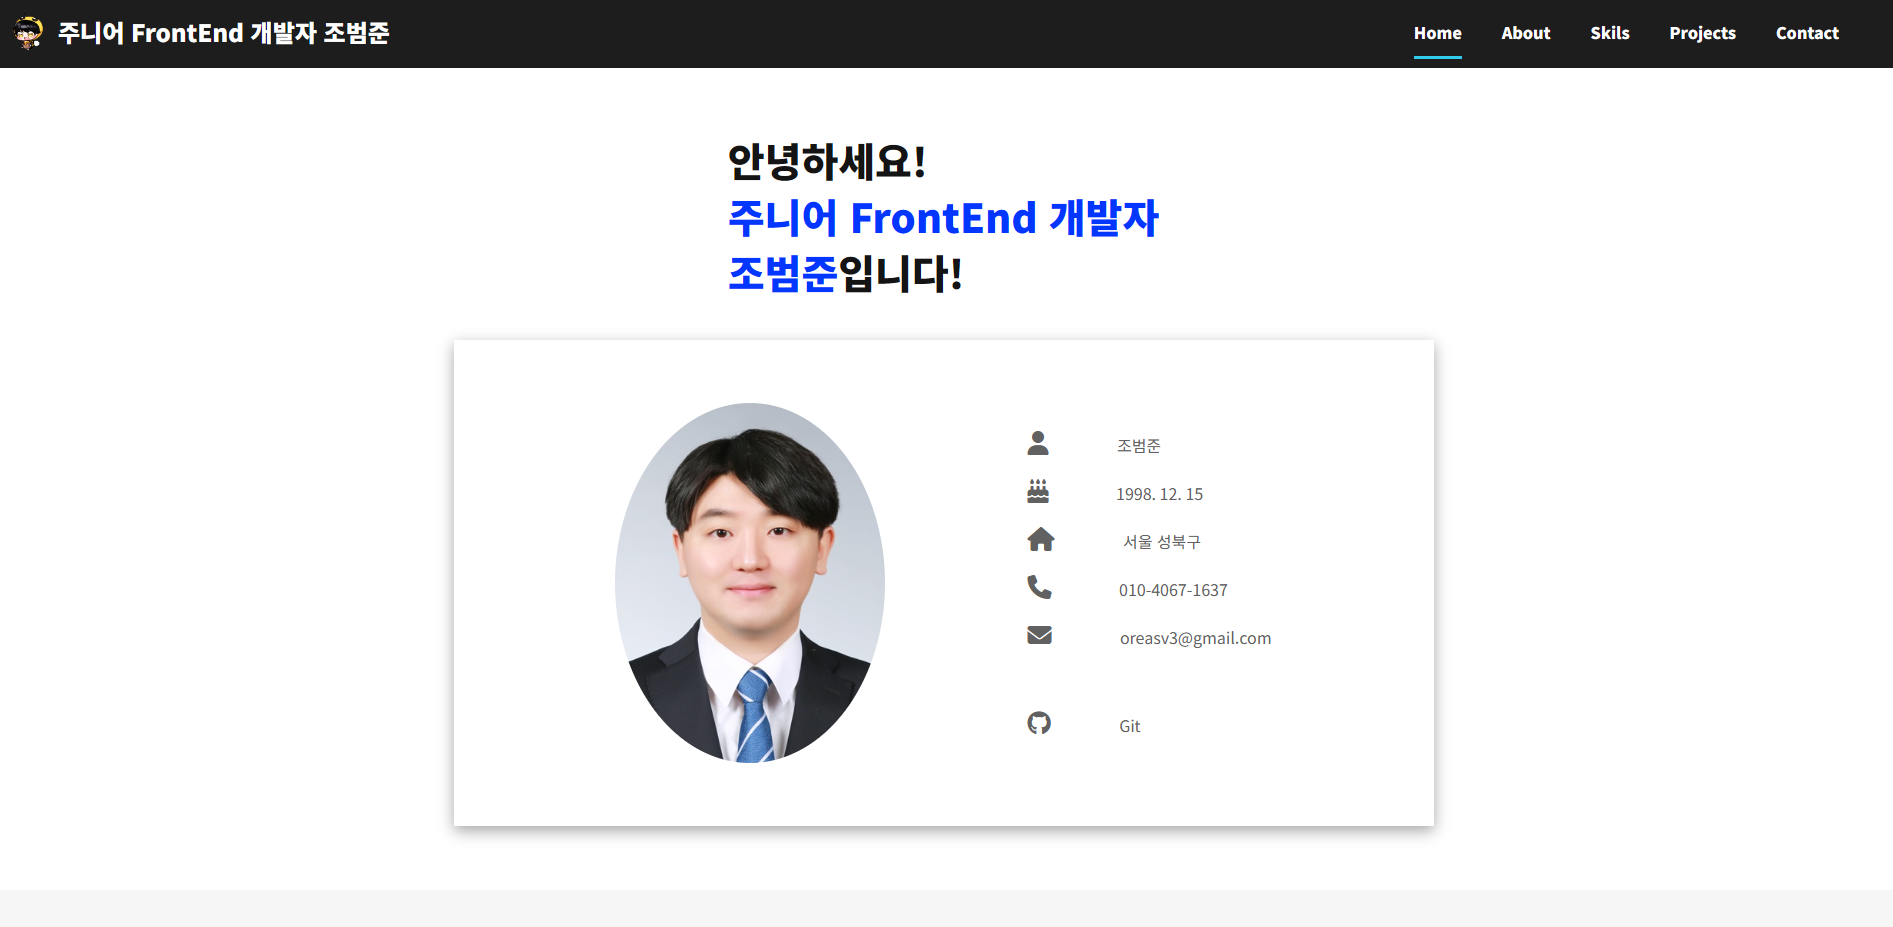 주니어 FrontEnd 개발자 조범준
Home About Skils Projects Contact
안녕하세요!
주니어 FrontEnd 개발자
조범준입니다!
조범준
1998. 12. 15
서울 성북구
010-4067-1637
oreasv3@gmail.com
Git